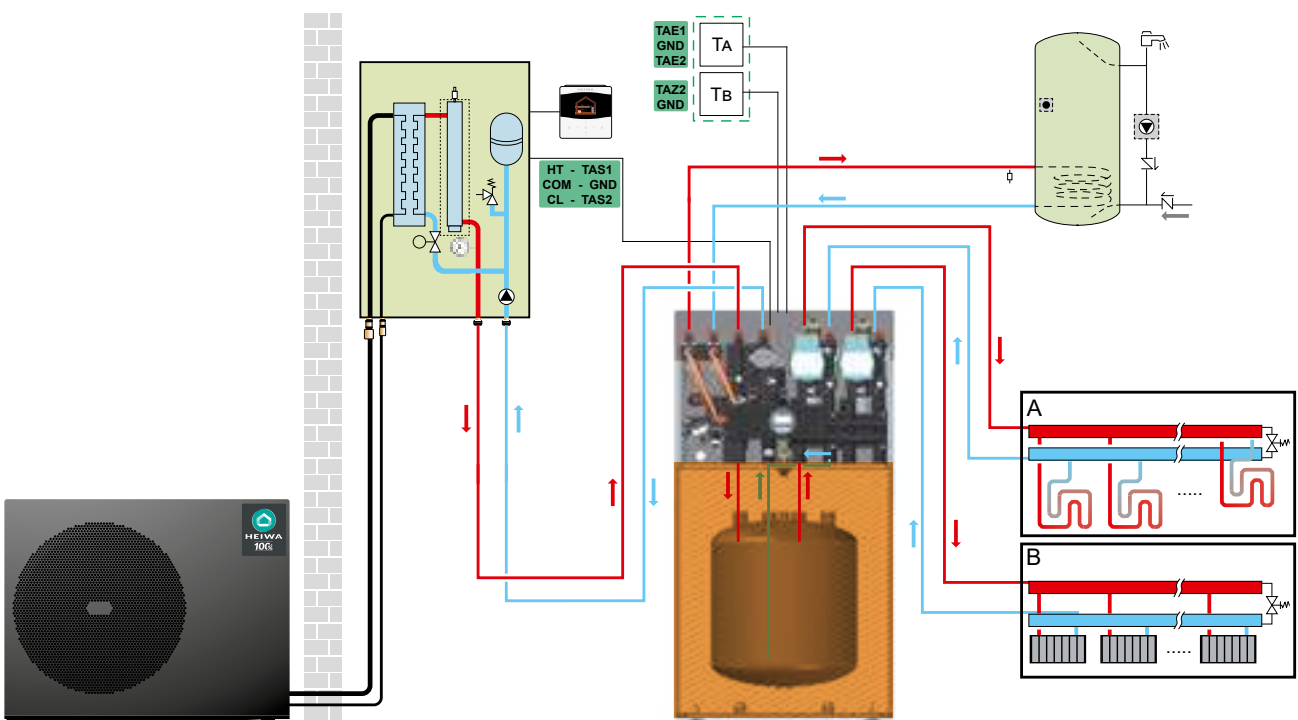 TAE1
GND
TAE2
TA
TAZ2
GND
TB
HT - TAS1
COM - GND
CL - TAS2
A
B
HEIWA